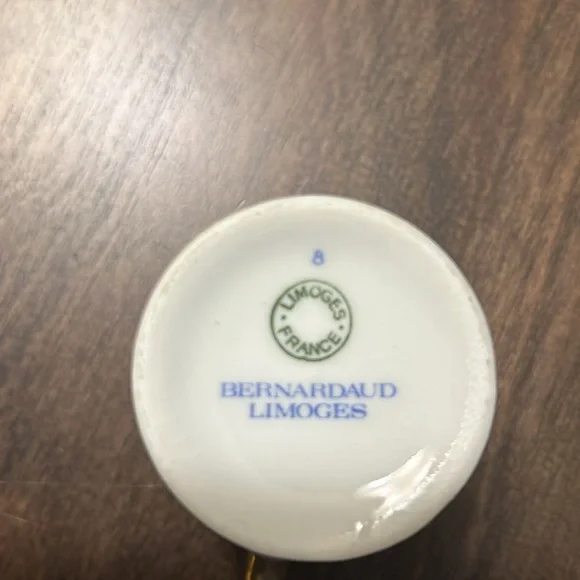 8
LIMOGES
FRANCE
BERNARDAUD
LIMOGES